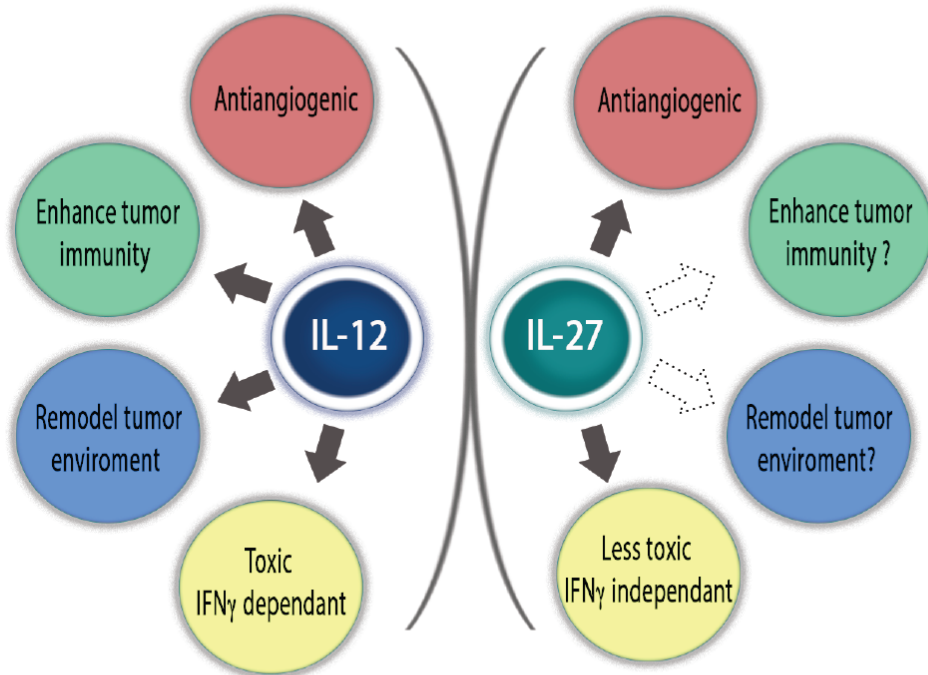 Antiangiogenic
Enhance tumor
immunity
IL-12
Remodel tumor
enviroment
Toxic
IFNγ dependant
Antiangiogenic
Enhance tumor
immunity ?
IL-27
Remodel tumor
enviroment?
Less toxic
IFNγ independant